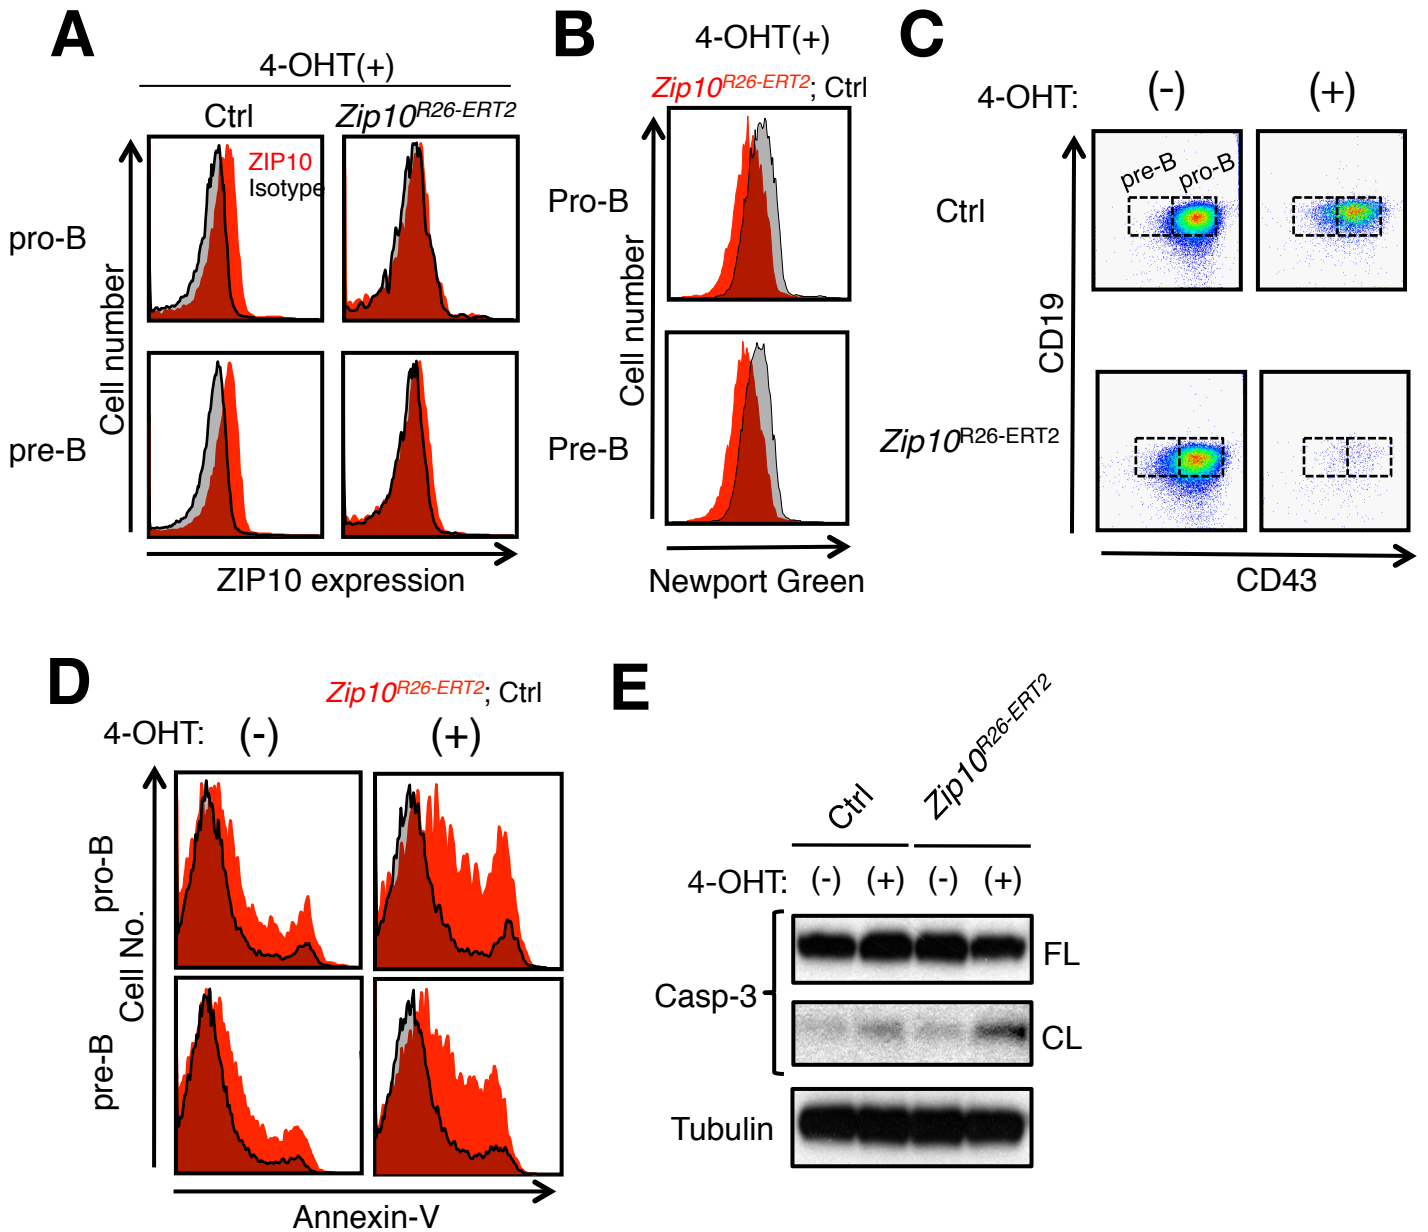 A
4-OHT(+)
Ctrl
Zip10R26-ERT2
ZIP10
Isotype
pro-B
pre-B
Cell number
ZIP10 expression
B
4-OHT(+)
Zip10R26-ERT2; Ctrl
Pro-B
Pre-B
Cell number
Newport Green
C
4-OHT: (-) (+)
pre-B pro-B
Ctrl
Zip10R26-ERT2
CD19
CD43
D
Zip10R26-ERT2; Ctrl
4-OHT: (-) (+)
pro-B
pre-B
Cell No.
Annexin-V
E
Ctrl
Zip10R26-ERT2
4-OHT: (-) (+) (-) (+)
Casp-3
FL
CL
Tubulin